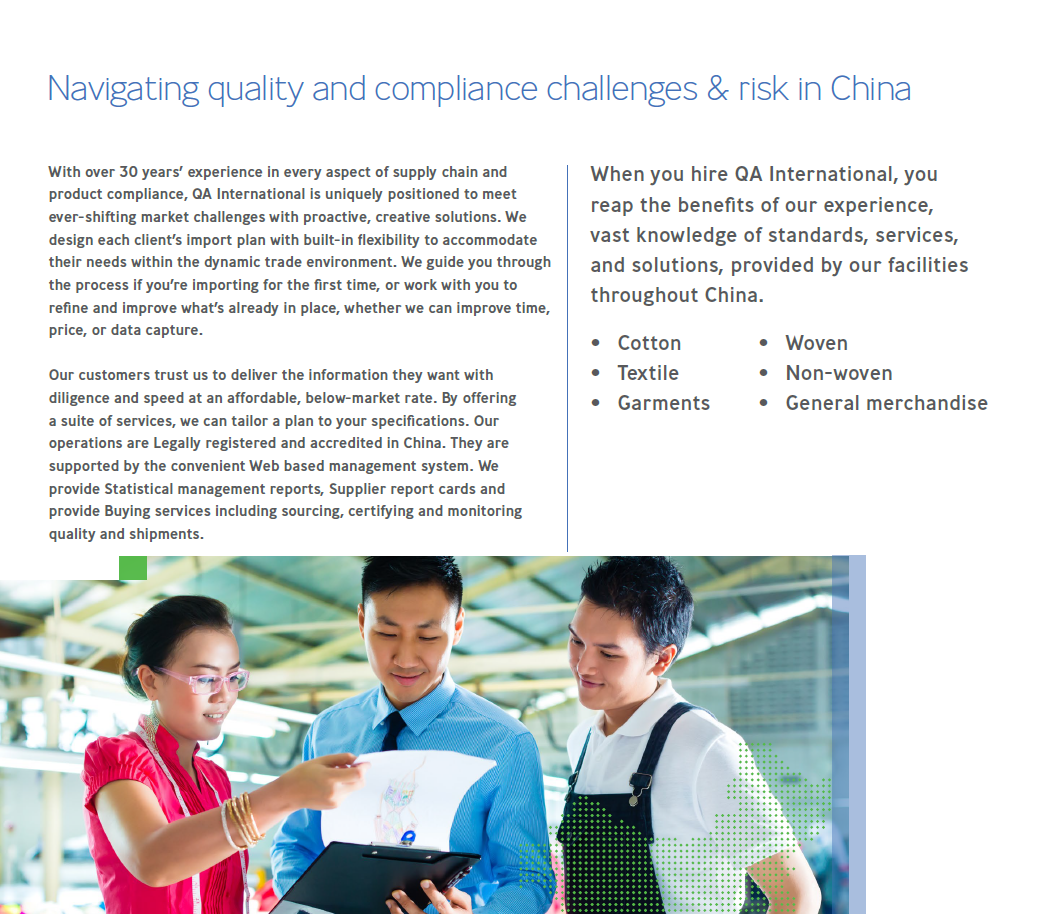 Navigating quality and compliance challenges & risk in China
With over 30 years’ experience in every aspect of supply chain and
product compliance, QA International is uniquely positioned to meet
ever-shifting market challenges with proactive, creative solutions. We
design each client’s import plan with built-in flexibility to accommodate
their needs within the dynamic trade environment. We guide you through
the process if you’re importing for the first time, or work with you to
refine and improve what’s already in place, whether we can improve time,
price, or data capture.
Our customers trust us to deliver the information they want with
diligence and speed at an affordable, below-market rate. By offering
a suite of services, we can tailor a plan to your specifications. Our
operations are Legally registered and accredited in China. They are
supported by the convenient Web based management system. We
provide Statistical management reports, Supplier report cards and
provide Buying services including sourcing, certifying and monitoring
quality and shipments.
When you hire QA International, you
reap the benefits of our experience,
vast knowledge of standards, services,
and solutions, provided by our facilities
throughout China.
• Cotton
• Textile
• Garments
• Woven
• Non-woven
• General merchandise